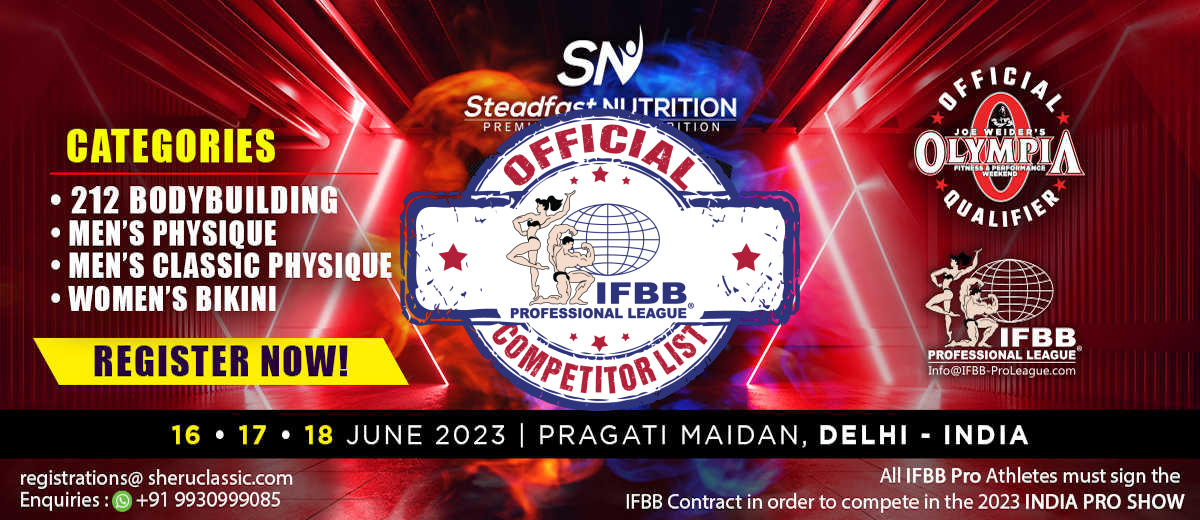 SN
Steadfast NUTRITION
CATEGORIES
• 212 BODYBUILDING
• MEN'S PHYSIQUE
• MEN'S CLASSIC PHYSIQUE
• WOMEN'S BIKINI
REGISTER NOW!
OFFICIAL
IFBB
PROFESSIONAL LEAGUE®
COMPETITOR LIST
OFFICIAL
JOE WEIDER'S
OLYMPIA
FITNESS & PERFORMANCE
WEEKEND
QUALIFIER
IFBB
PROFESSIONAL LEAGUE®
Info@IFBB-ProLeague.com
16 • 17 • 18 JUNE 2023 | PRAGATI MAIDAN, DELHI - INDIA
registrations@ sheruclassic.com
Enquiries : +91 9930999085
All IFBB Pro Athletes must sign the
IFBB Contract in order to compete in the 2023 INDIA PRO SHOW